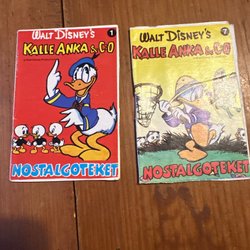 WALT DISNEY'S
1
KALLE ANKA & C:O
NOSTALGOTEKET
WALT DISNEY'S
7
KALLE ANKA & C:O
NOSTALGOTEKET